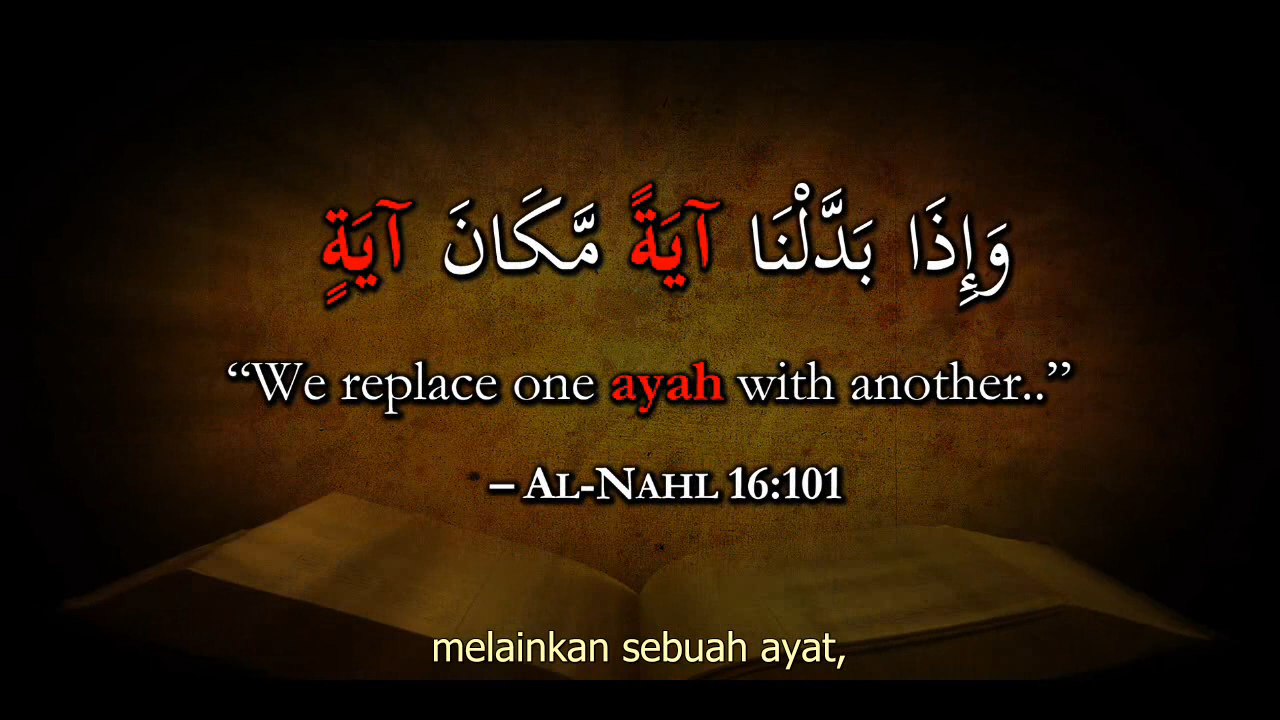 وَإِذَا بَدَّلْنَا آيَةً مَّكَانَ آيَةٍ
“We replace one ayah with another..”
– AL-NAHL 16:101
melainkan sebuah ayat,